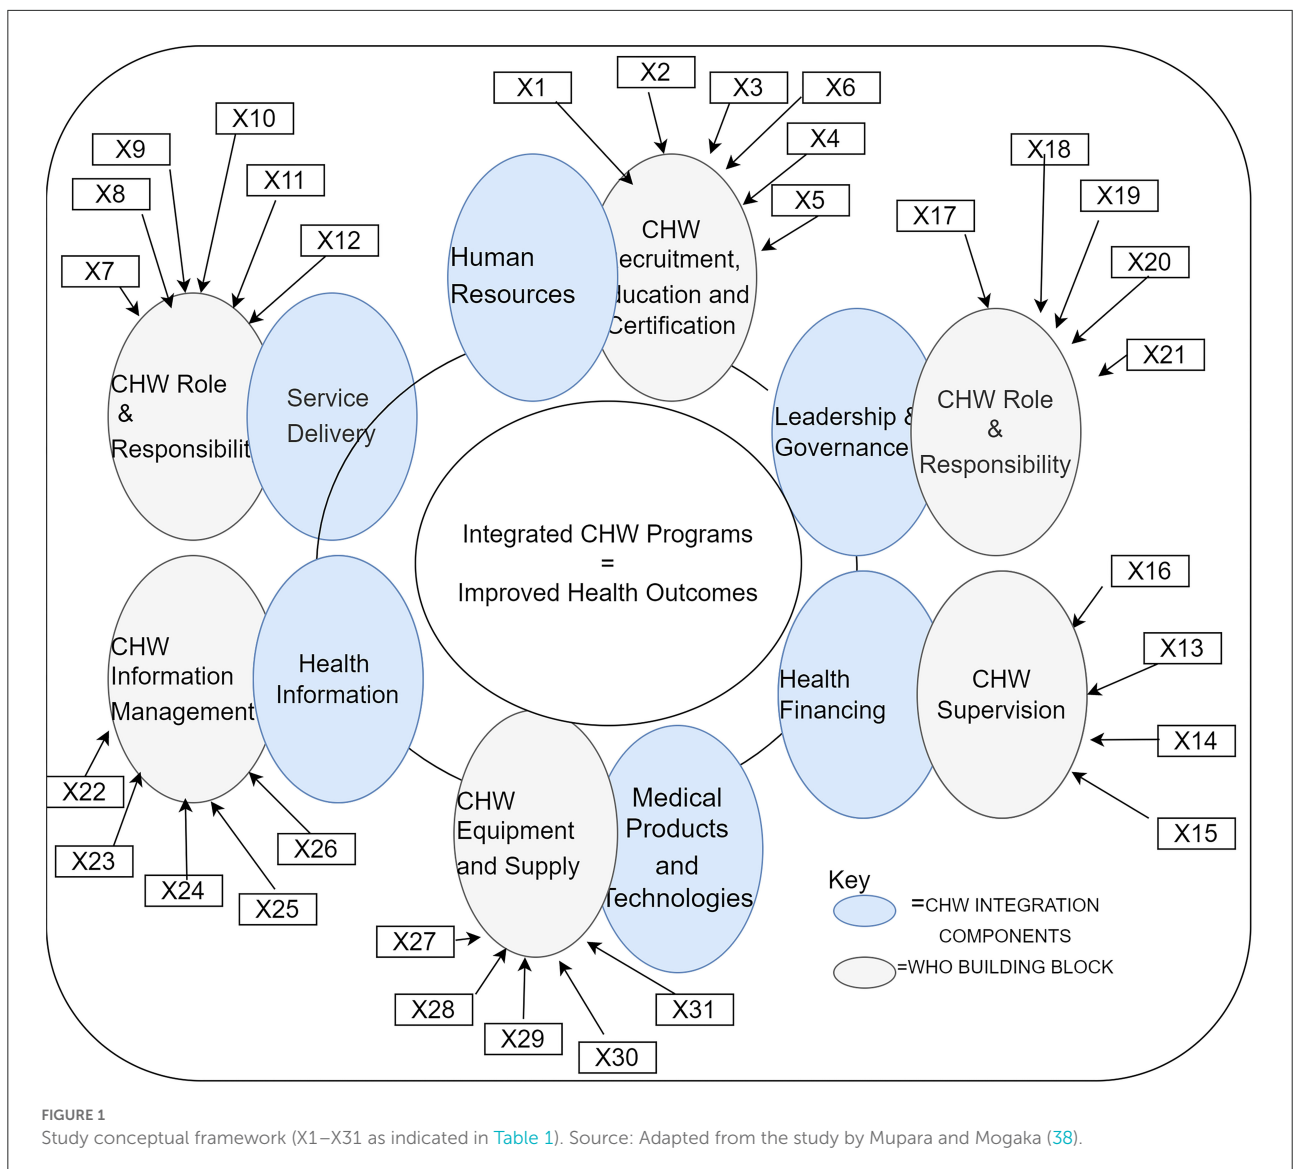 X1
X2
X3
X6
X4
X5
X10
X9
X11
X8
X12
X7
X18
X19
X17
X20
X21
Human
Resources
CHW
ecruitment,
ducation and
Certification
CHW Role
&
Responsibilit
Service
Delivery
Leadership &
Governance
CHW Role
&
Responsibility
Integrated CHW Programs
=
Improved Health Outcomes
X16
X13
X14
X15
CHW
Information
Management
Health
Information
Health
Financing
CHW
Supervision
X22
X23
X24
X25
X26
CHW
Equipment
and Supply
Medical
Products
and
Technologies
X27
X28
X29
X30
X31
Key
=CHW INTEGRATION
COMPONENTS
=WHO BUILDING BLOCK
FIGURE 1
Study conceptual framework (X1–X31 as indicated in Table 1). Source: Adapted from the study by Mupara and Mogaka (38).